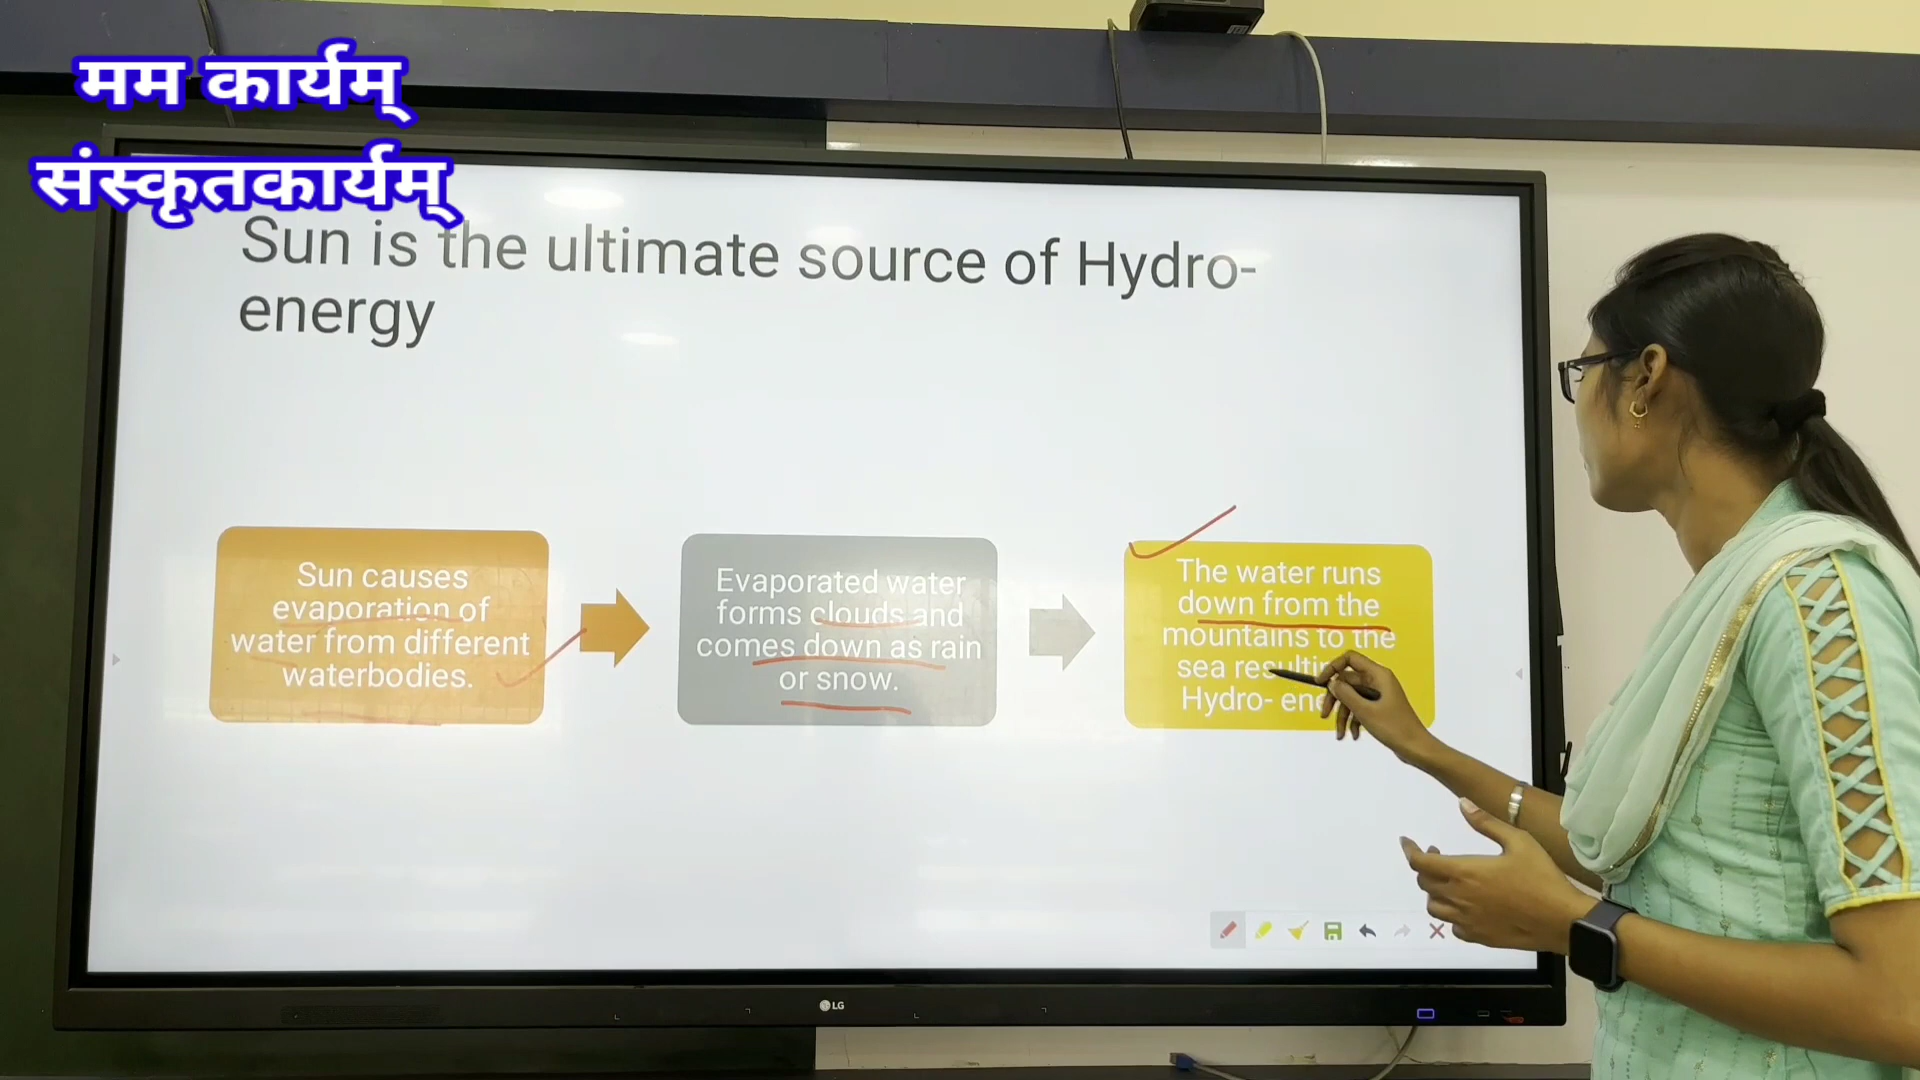 मम कार्यम्
संस्कृतकार्यम्
Sun is the ultimate source of Hydro-
energy
Sun causes
evaporation of
water from different
waterbodies.
Evaporated water
forms clouds and
comes down as rain
or snow.
The water runs
down from the
mountains to the
sea
Hydro-
LG